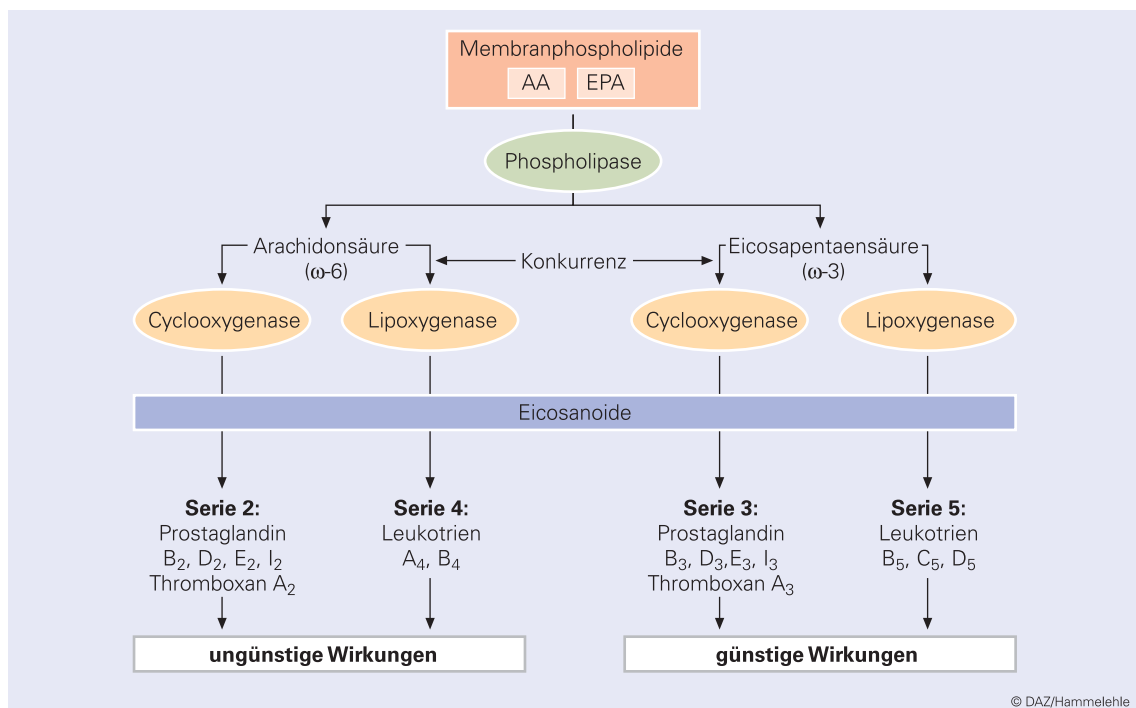 Membranphospholipide
AA
EPA
Phospholipase
Arachidonsäure
(ω-6)
Konkurrenz
Eicosapentaensäure
(ω-3)
Cyclooxygenase
Lipoxygenase
Cyclooxygenase
Lipoxygenase
Eicosanoide
Serie 2:
Prostaglandin
B₂, D₂, E₂, I₂
Thromboxan A₂
Serie 4:
Leukotrien
A₄, B₄
Serie 3:
Prostaglandin
B₃, D₃,E₃, I₃
Thromboxan A₃
Serie 5:
Leukotrien
B₅, C₅, D₅
ungünstige Wirkungen
günstige Wirkungen
© DAZ/Hammelehle